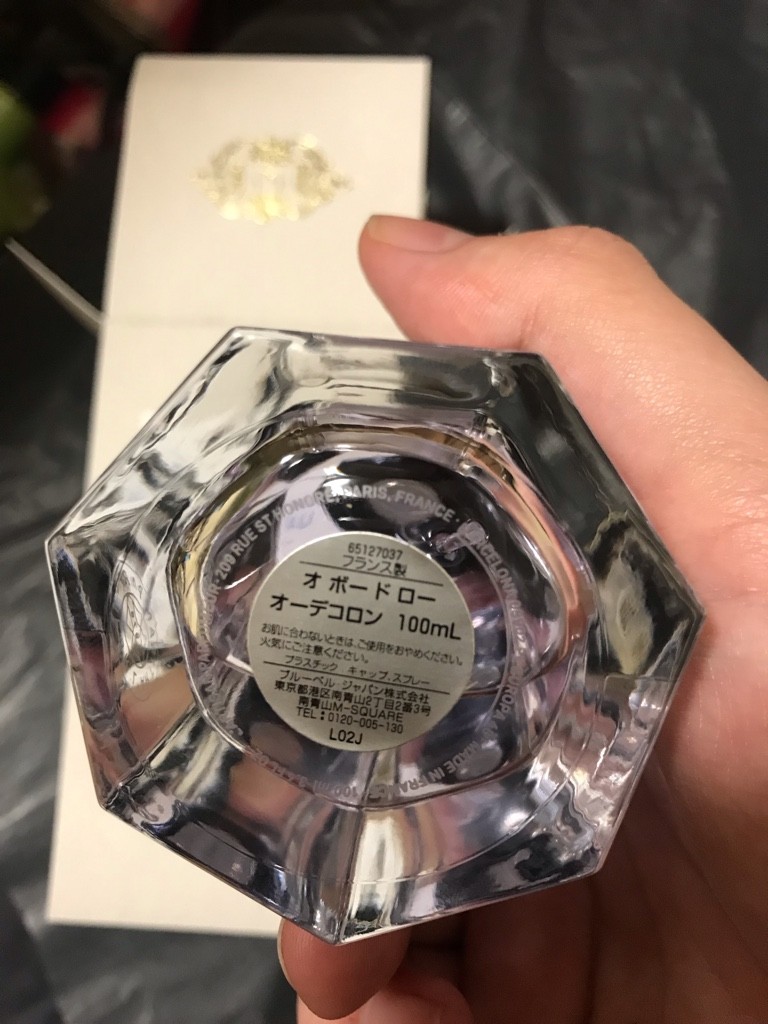 65127037
フランス製
オ ボード ロー
オーデコロン 100mL
お肌に合わないときは、ご使用をおやめください。
火気にご注意ください。
プラスチック キャップ、スプレー
ブルーベル・ジャパン株式会社
東京都港区南青山2丁目2番3号
南青山M-SQUARE
TEL：0120-005-130
L02J
RUE ST HONORE, PARIS, FRANCE ·
MADE IN FRANCE